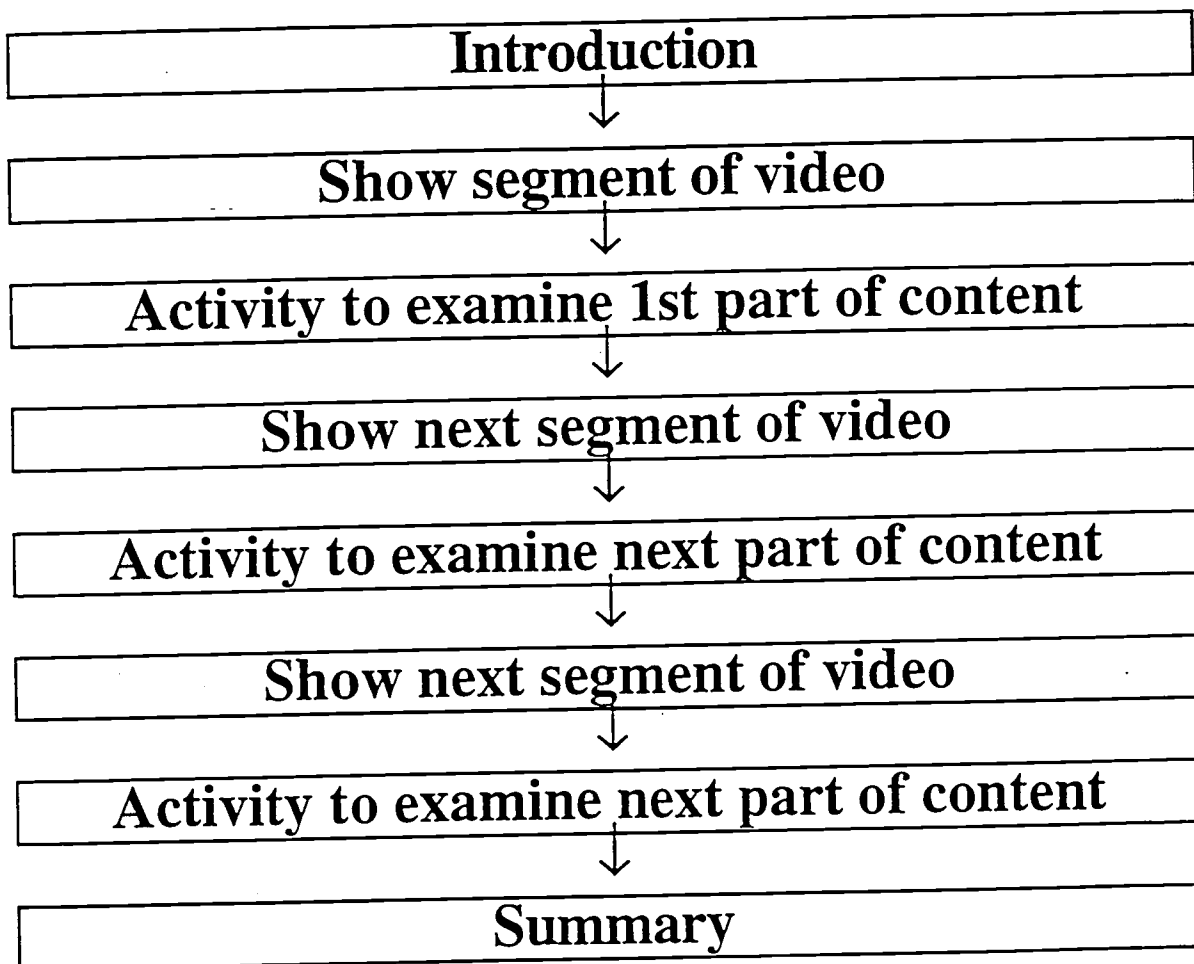 Introduction
Show segment of video
Activity to examine 1st part of content
Show next segment of video
Activity to examine next part of content
Show next segment of video
Activity to examine next part of content
Summary